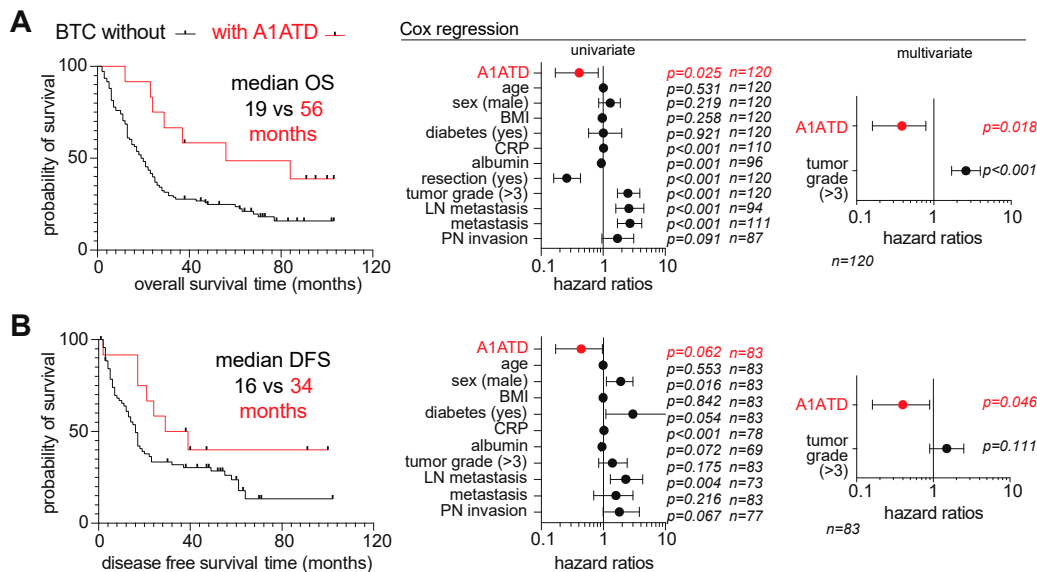 A
BTC without with A1ATD
Cox regression
univariate
multivariate
probability of survival
100
50
0
0 40 80 120
overall survival time (months)
median OS
19 vs 56
months
A1ATD p=0.025 n=120
age p=0.531 n=120
sex (male) p=0.219 n=120
BMI p=0.258 n=120
diabetes (yes) p=0.921 n=120
CRP p<.001 n=110
albumin p=0.001 n=96
resection (yes) p<.001 n=120
tumor grade (>3) p<.001 n=120
LN metastasis p<.001 n=94
metastasis p<.001 n=111
PN invasion p=0.091 n=87
0.1 1 10
hazard ratios
A1ATD p=0.018
tumor grade (>3) p<.001
0.1 1 10
hazard ratios
n=120
B
probability of survival
100
50
0
0 40 80 120
disease free survival time (months)
median DFS
16 vs 34
months
A1ATD p=0.062 n=83
age p=0.553 n=83
sex (male) p=0.016 n=83
BMI p=0.842 n=83
diabetes (yes) p=0.054 n=83
CRP p<.001 n=78
albumin p=0.072 n=69
tumor grade (>3) p=0.175 n=83
LN metastasis p=0.004 n=73
metastasis p=0.216 n=83
PN invasion p=0.067 n=77
0.1 1 10
hazard ratios
A1ATD p=0.046
tumor grade (>3) p=0.111
0.1 1 10
hazard ratios
n=83